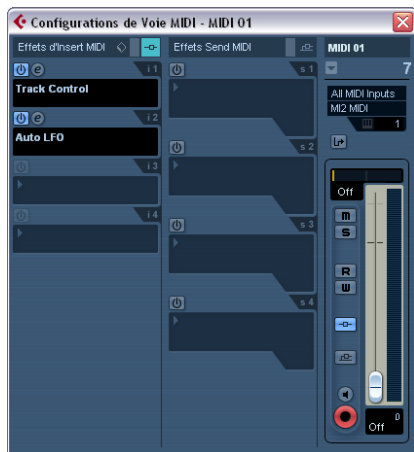 Configurations de Voie MIDI - MIDI 01
Effets d'Insert MIDI
Effets Send MIDI
MIDI 01
e i 1
Track Control
e i 2
Auto LFO
i 3
i 4
s 1
s 2
s 3
s 4
7
All MIDI Inputs
MI2 MIDI
1
Off
m
S
R
W
0
Off